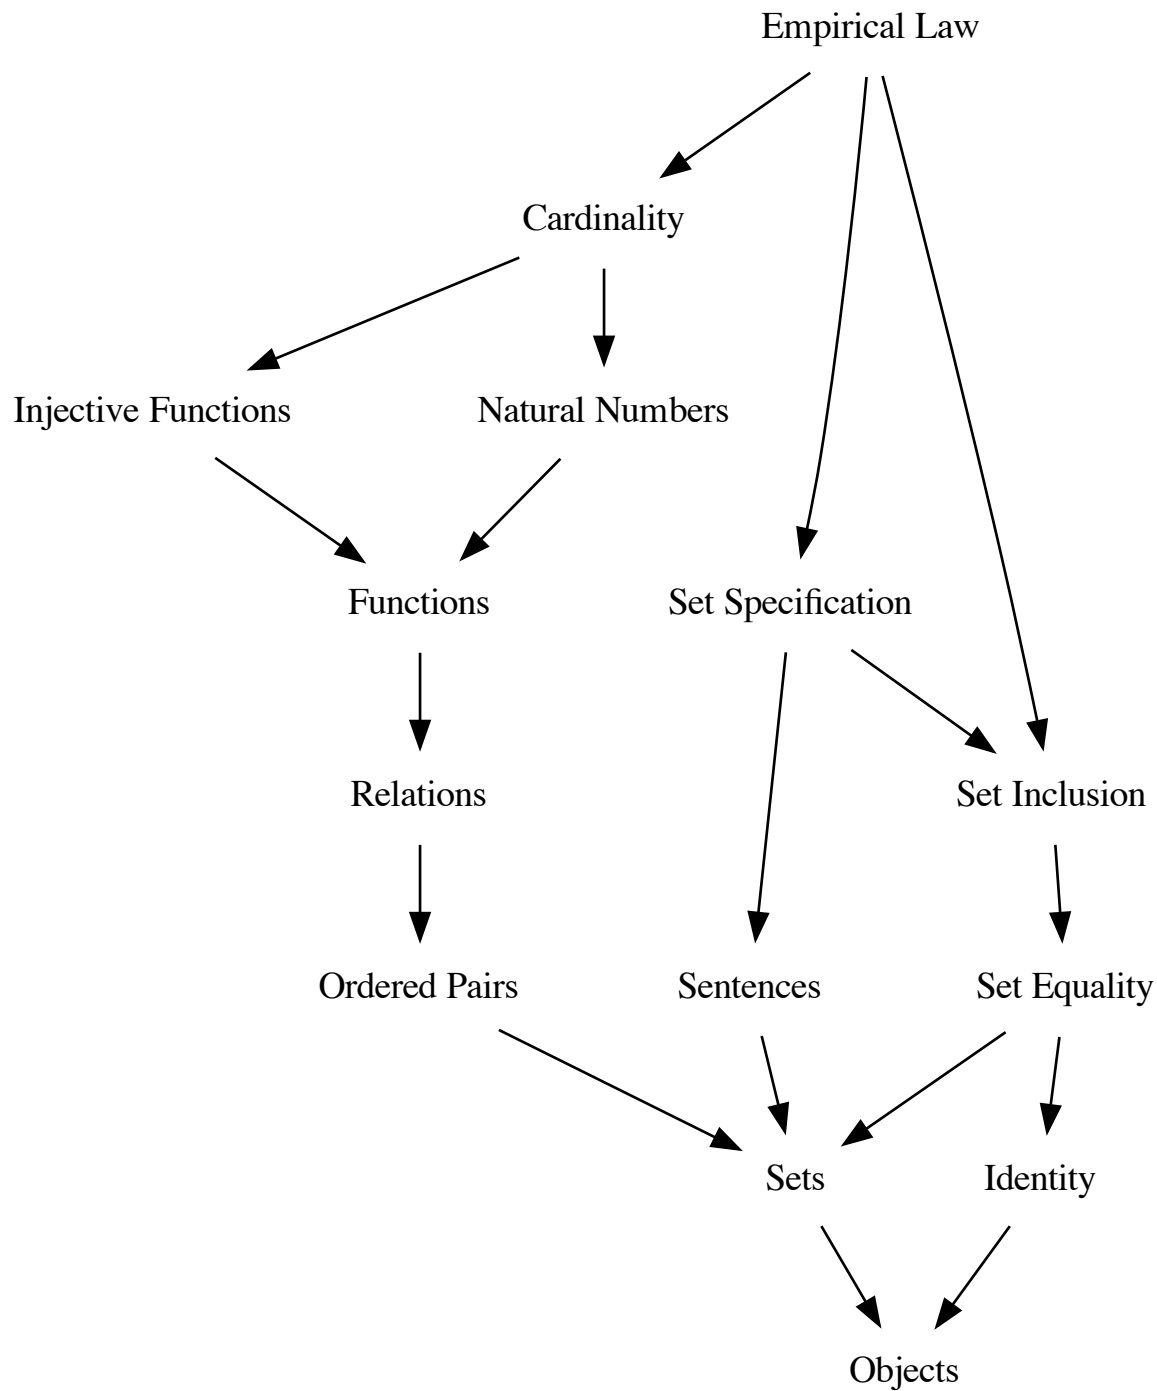 Empirical Law
Cardinality
Injective Functions
Natural Numbers
Functions
Set Specification
Relations
Set Inclusion
Ordered Pairs
Sentences
Set Equality
Sets
Identity
Objects